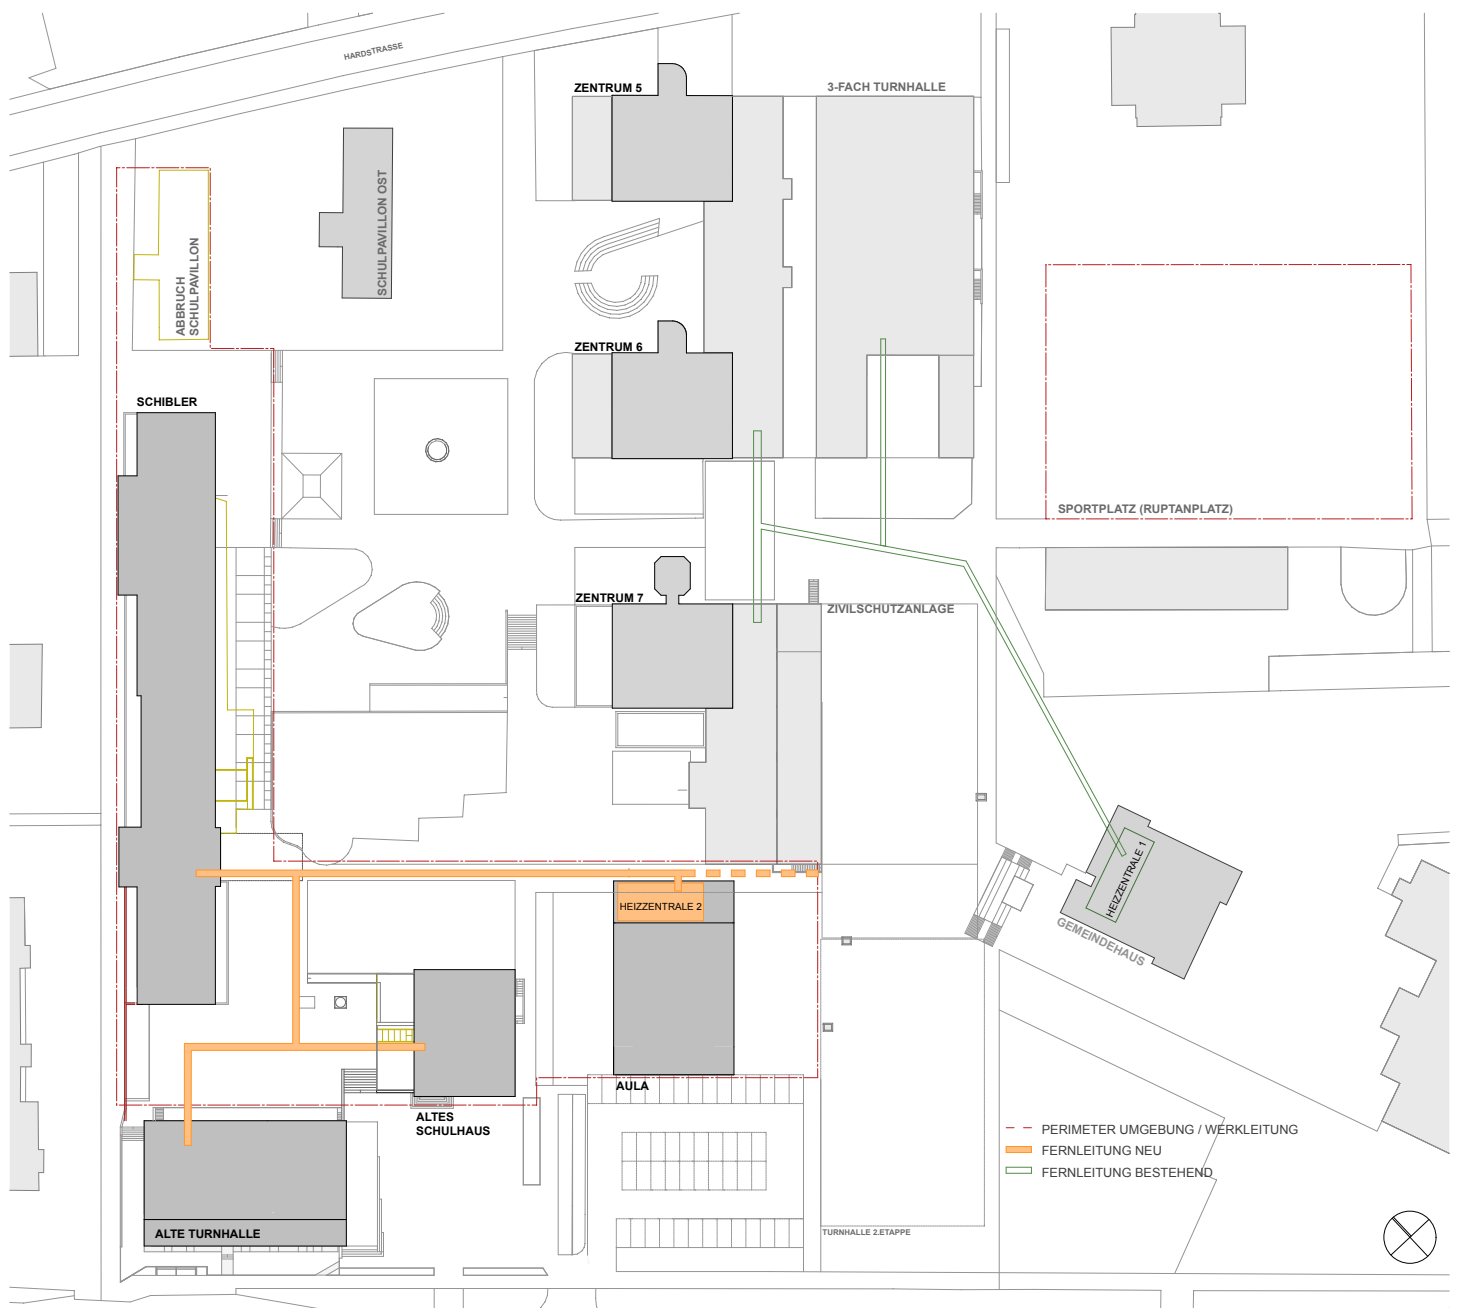 HARDSTRASSE
ZENTRUM 5
3-FACH TURNHALLE
SCHULPAVILLON OST
ABBRUCH
SCHULPAVILLON
ZENTRUM 6
SCHIBLER
SPORTPLATZ (RUPTANPLATZ)
ZENTRUM 7
ZIVILSCHUTZANLAGE
HEIZZENTRALE 1
HEIZZENTRALE 2
GEMEINDEHAUS
AULA
ALTES
SCHULHAUS
PERIMETER UMGEBUNG / WERKLEITUNG
FERNLEITUNG NEU
FERNLEITUNG BESTEHEND
ALTE TURNHALLE
TURNHALLE 2.ETAPPE